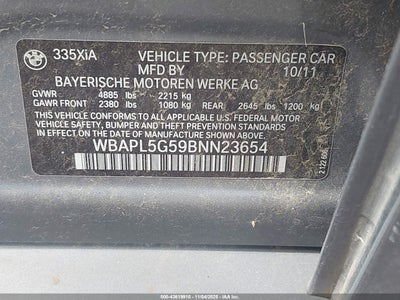 335XiA VEHICLE TYPE: PASSENGER CAR
MFD BY 10/11
BAYERISCHE MOTOREN WERKE AG
GVWR 4885 lbs 2215 kg
GAWR FRONT 2380 lbs 1080 kg REAR 2645 lbs 1200 kg
THIS VEHICLE CONFORMS TO ALL APPLICABLE U.S. FEDERAL MOTOR
VEHICLE SAFETY, BUMPER AND THEFT PREVENTION STANDARDS IN
EFFECT ON THE DATE OF MANUFACTURE SHOWN ABOVE.
WBAPL5G59BNN23654